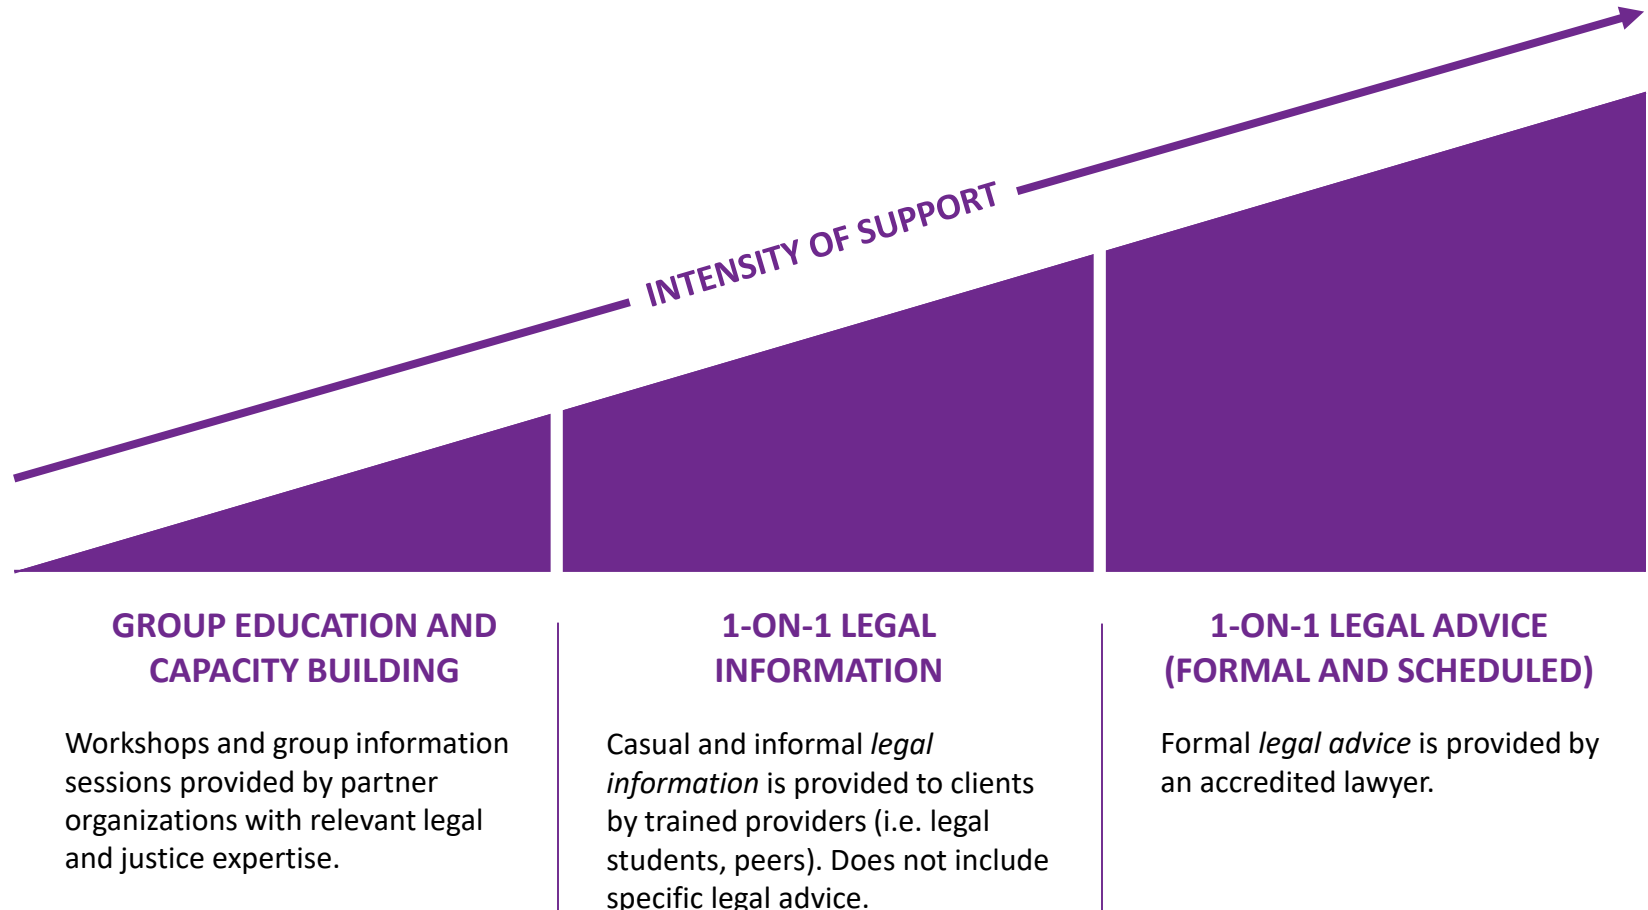 INTENSITY OF SUPPORT
GROUP EDUCATION AND
CAPACITY BUILDING
Workshops and group information
sessions provided by partner
organizations with relevant legal
and justice expertise.
1-ON-1 LEGAL
INFORMATION
Casual and informal legal
information is provided to clients
by trained providers (i.e. legal
students, peers). Does not include
specific legal advice.
1-ON-1 LEGAL ADVICE
(FORMAL AND SCHEDULED)
Formal legal advice is provided by
an accredited lawyer.